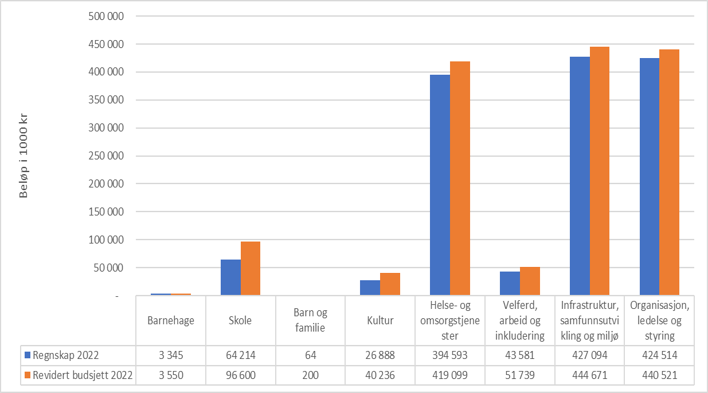 Beløp i 1000 kr
500 000
450 000
400 000
350 000
300 000
250 000
200 000
150 000
100 000
50 000
-
Barnehage
Skole
Barn og
familie
Kultur
Helse- og
omsorgstjene
ster
Velferd,
arbeid og
inkludering
Infrastruktur,
samfunnsutvi
kling og miljø
Organisasjon,
ledelse og
styring
Regnskap 2022 3 345 64 214 64 26 888 394 593 43 581 427 094 424 514
Revidert budsjett 2022 3 550 96 600 200 40 236 419 099 51 739 444 671 440 521